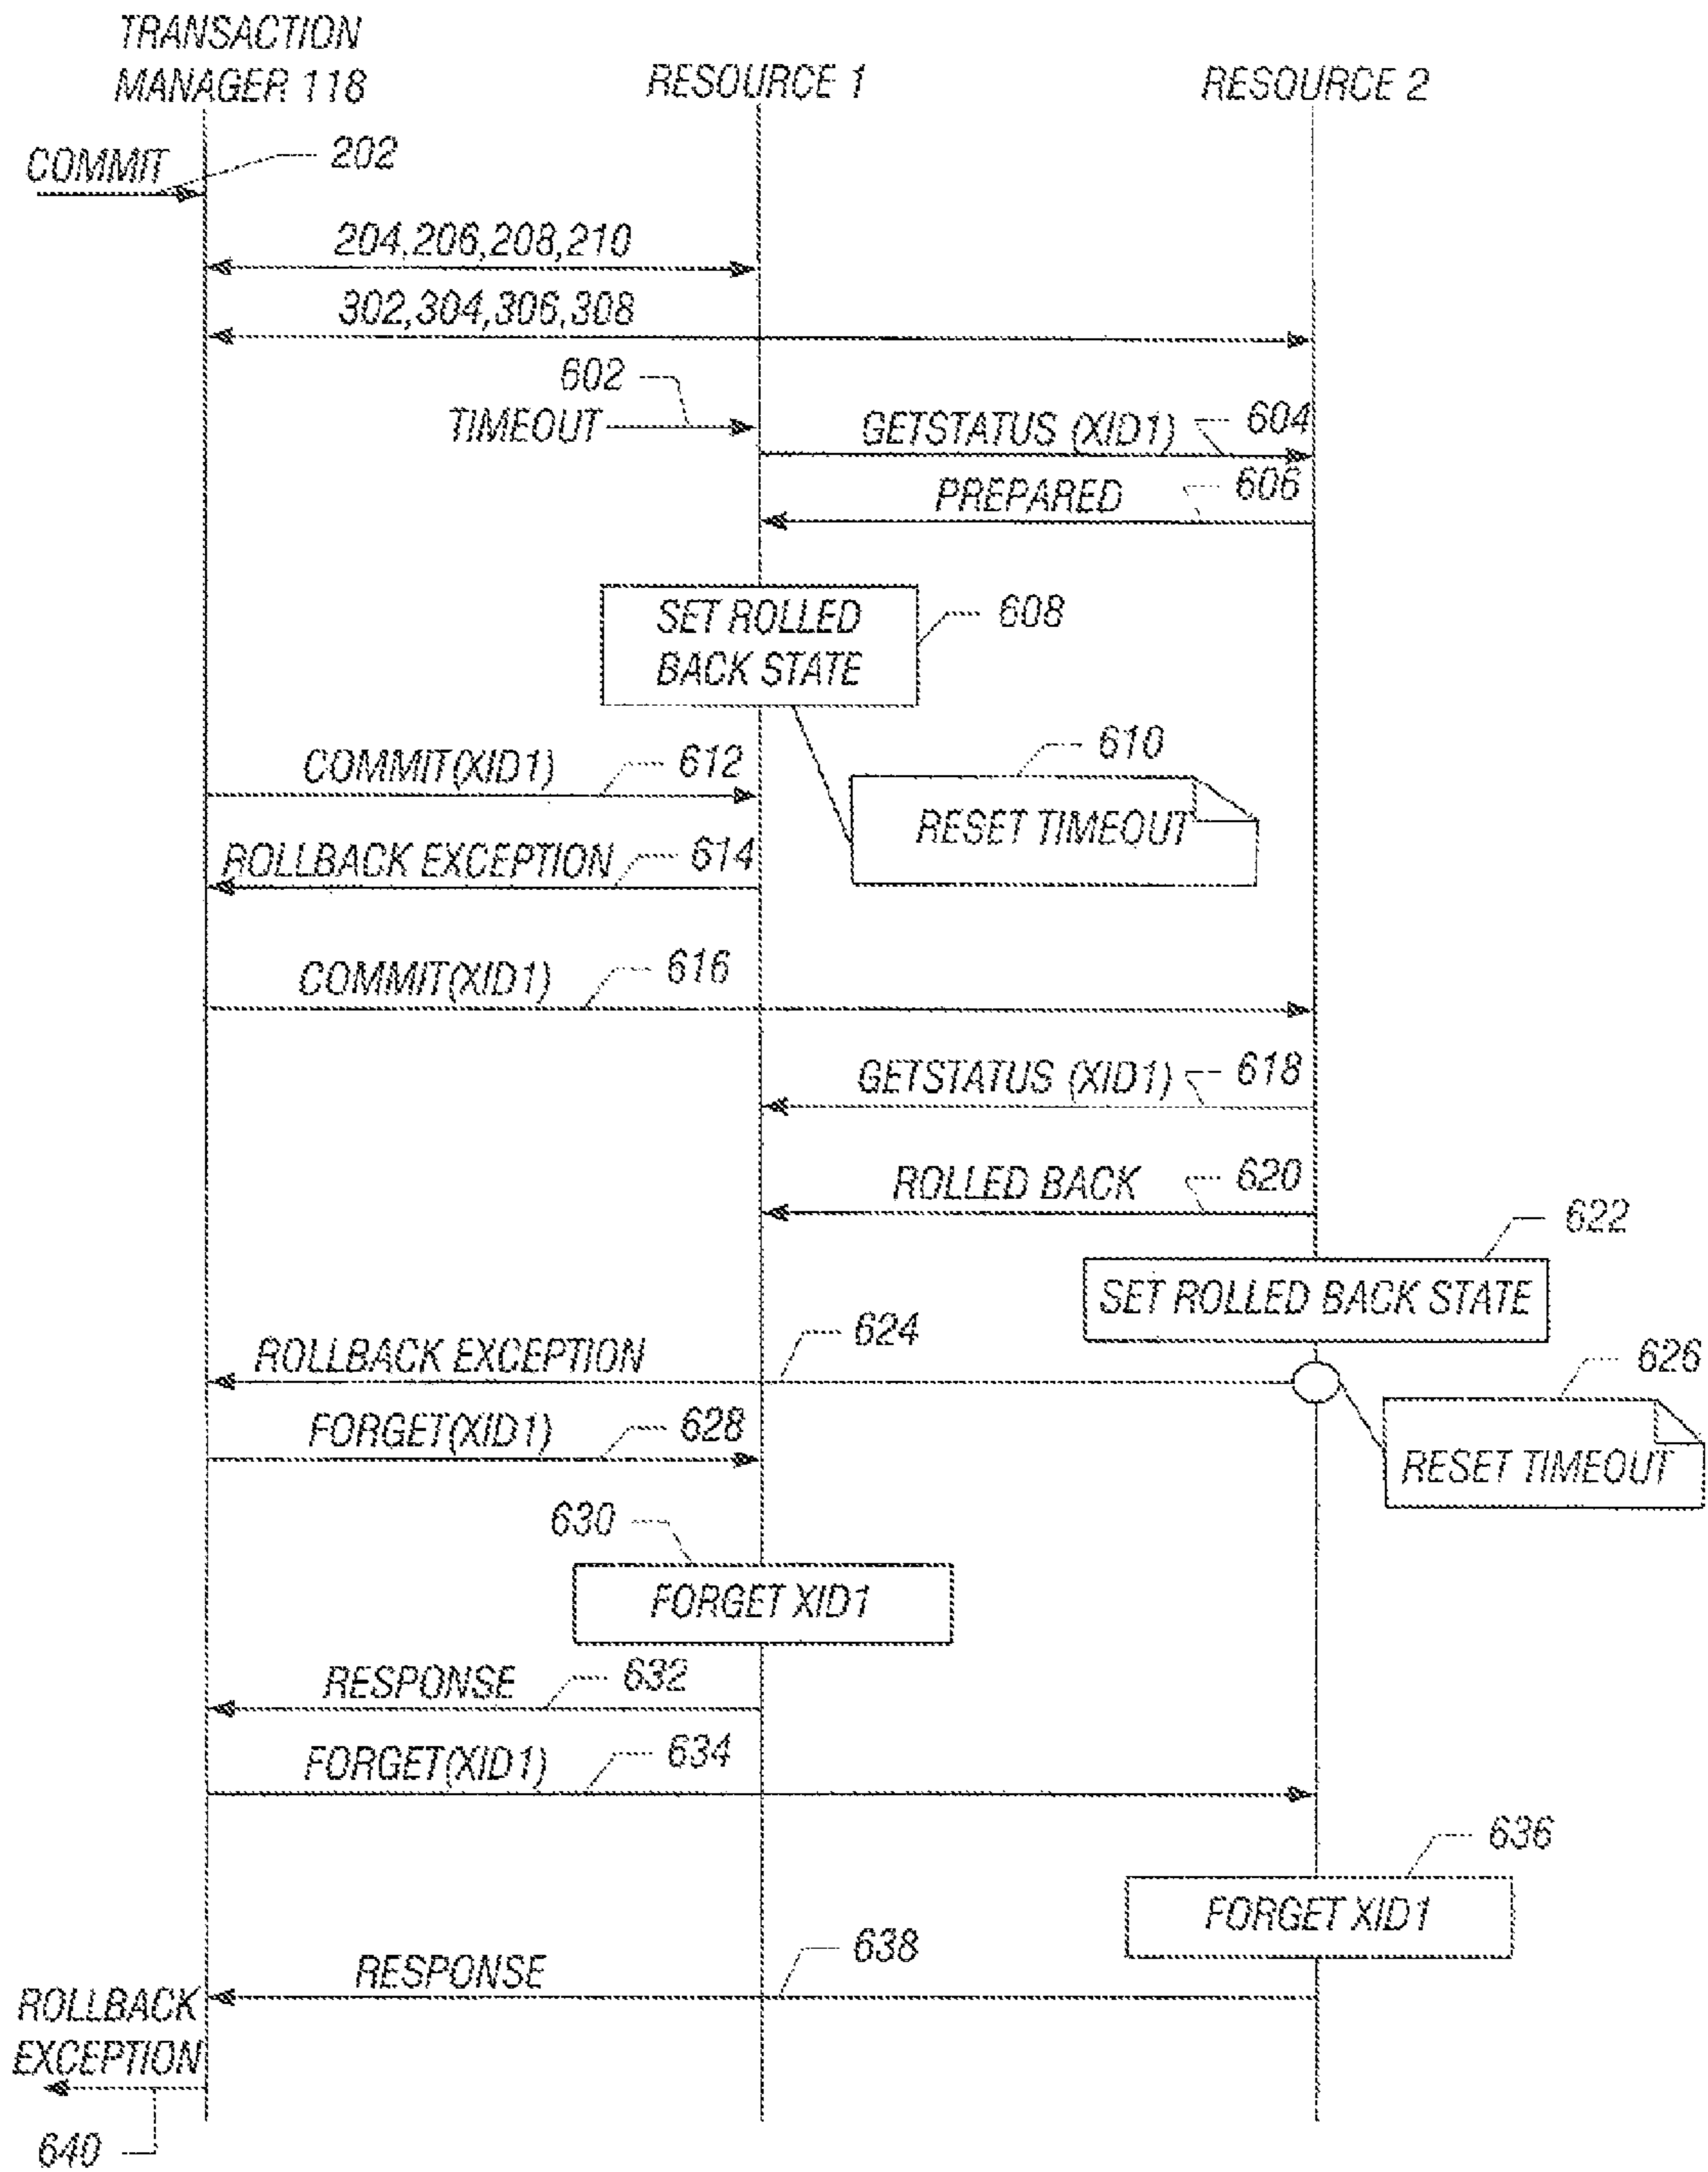 TRANSACTION
MANAGER 118
RESOURCE 1
RESOURCE 2
COMMIT
202
204,206,208,210
302,304,306,308
602
TIMEOUT
GETSTATUS (XID1)
604
PREPARED
606
SET ROLLED
BACK STATE
608
610
COMMIT(XID1)
612
RESET TIMEOUT
ROLLBACK EXCEPTION
614
COMMIT(XID1)
616
GETSTATUS (XID1)
618
ROLLED BACK
620
622
SET ROLLED BACK STATE
624
ROLLBACK EXCEPTION
626
FORGET(XID1)
628
RESET TIMEOUT
630
FORGET XID1
RESPONSE
632
FORGET(XID1)
634
636
FORGET XID1
638
RESPONSE
ROLLBACK
EXCEPTION
640